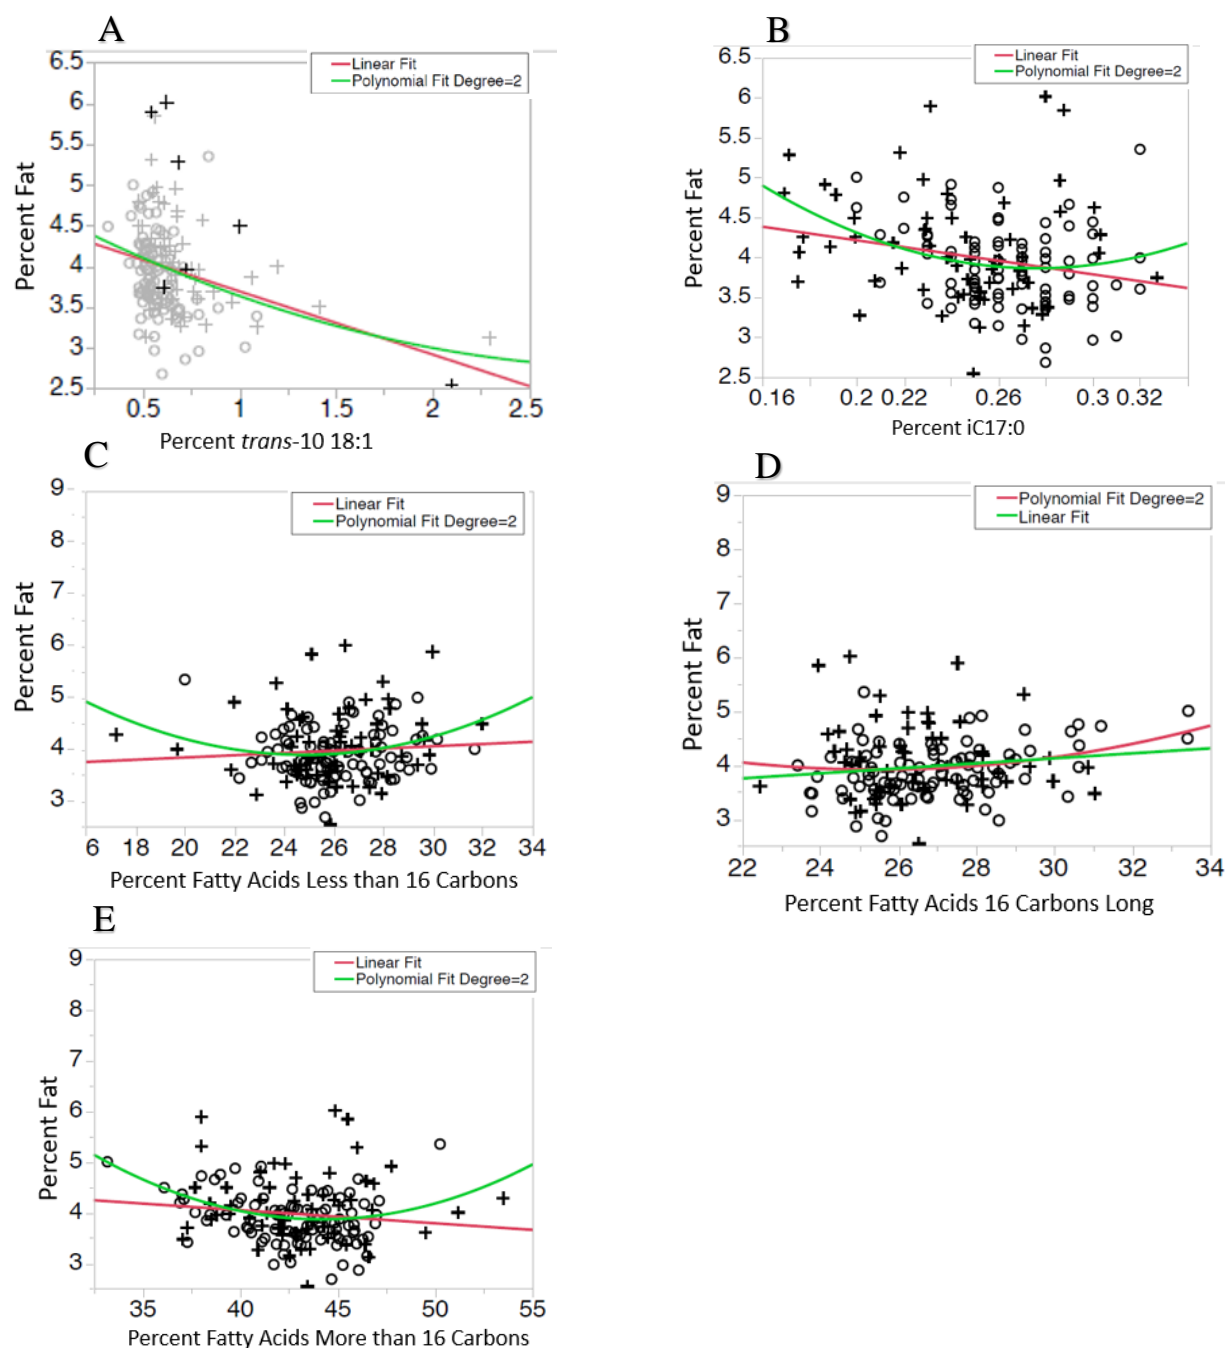 A
Linear Fit
Polynomial Fit Degree=2
6.5
6
5.5
5
4.5
4
3.5
3
2.5
Percent Fat
0.5
1
1.5
2
2.5
Percent trans-10 18:1
B
Linear Fit
Polynomial Fit Degree=2
6.5
6
5.5
5
4.5
4
3.5
3
2.5
Percent Fat
0.16
0.2
0.22
0.26
0.3
0.32
Percent iC17:0
C
Linear Fit
Polynomial Fit Degree=2
9
8
7
6
5
4
3
Percent Fat
6
18
20
22
24
26
28
30
32
34
Percent Fatty Acids Less than 16 Carbons
D
Polynomial Fit Degree=2
Linear Fit
9
8
7
6
5
4
3
Percent Fat
22
24
26
28
30
32
34
Percent Fatty Acids 16 Carbons Long
E
Linear Fit
Polynomial Fit Degree=2
9
8
7
6
5
4
3
Percent Fat
35
40
45
50
55
Percent Fatty Acids More than 16 Carbons